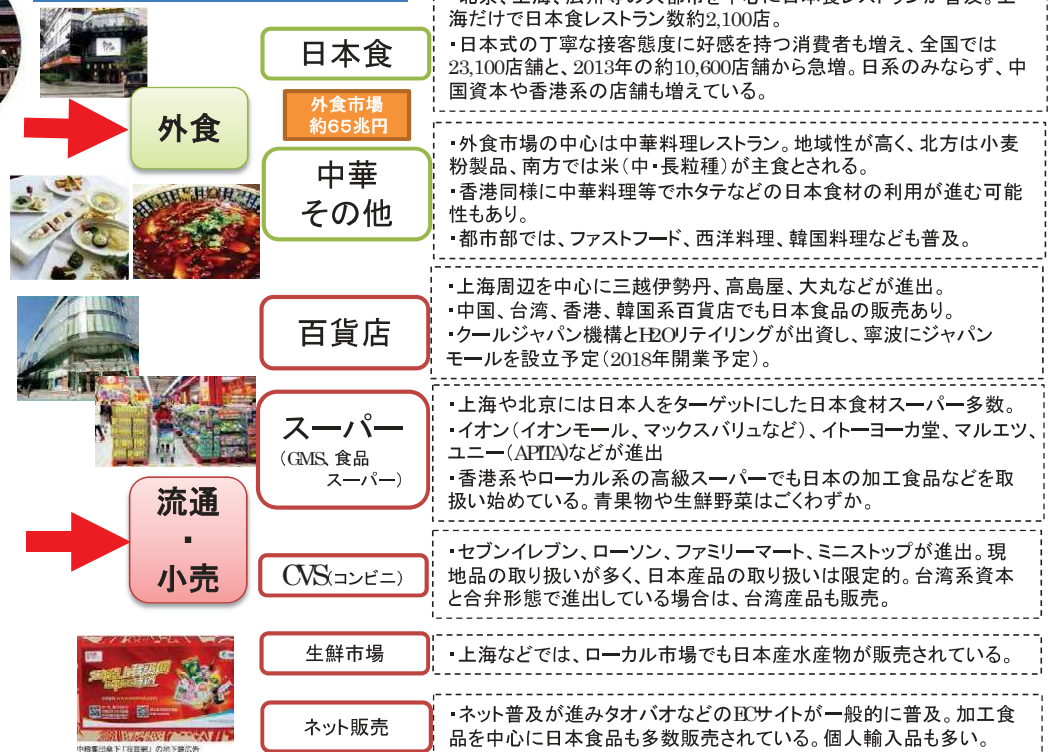 海だけで日本食レストラン数約2,100店。
・日本式の丁寧な接客態度に好感を持つ消費者も増え、全国では
23,100店舗と、2013年の約10,600店舗から急増。日系のみならず、中
国資本や香港系の店舗も増えている。
日本食
外食市場
約65兆円
外食
中華
その他
・外食市場の中心は中華料理レストラン。地域性が高く、北方は小麦
粉製品、南方では米(中・長粒種)が主食とされる。
・香港同様に中華料理等でホタテなどの日本食材の利用が進む可能
性もあり。
・都市部では、ファストフード、西洋料理、韓国料理なども普及。
百貨店
・上海周辺を中心に三越伊勢丹、高島屋、大丸などが進出。
・中国、台湾、香港、韓国系百貨店でも日本食品の販売あり。
・クールジャパン機構とH2Oリテイリングが出資し、寧波にジャパン
モールを設立予定(2018年開業予定)。
スーパー
(GMS、食品
スーパー)
・上海や北京には日本人をターゲットにした日本食材スーパー多数。
・イオン(イオンモール、マックスバリュなど)、イトーヨーカ堂、マルエツ、
ユニー(APITA)などが進出
・香港系やローカル系の高級スーパーでも日本の加工食品などを取
扱い始めている。青果物や生鮮野菜はごくわずか。
流通
・
小売
CVS(コンビニ)
・セブンイレブン、ローソン、ファミリーマート、ミニストップが進出。現
地品の取り扱いが多く、日本産品の取り扱いは限定的。台湾系資本
と合弁形態で進出している場合は、台湾産品も販売。
生鮮市場
・上海などでは、ローカル市場でも日本産水産物が販売されている。
ネット販売
・ネット普及が進みタオバオなどのECサイトが一般的に普及。加工食
品を中心に日本食品も多数販売されている。個人輸入品も多い。
中糧集団傘下「我買網」の地下鉄広告